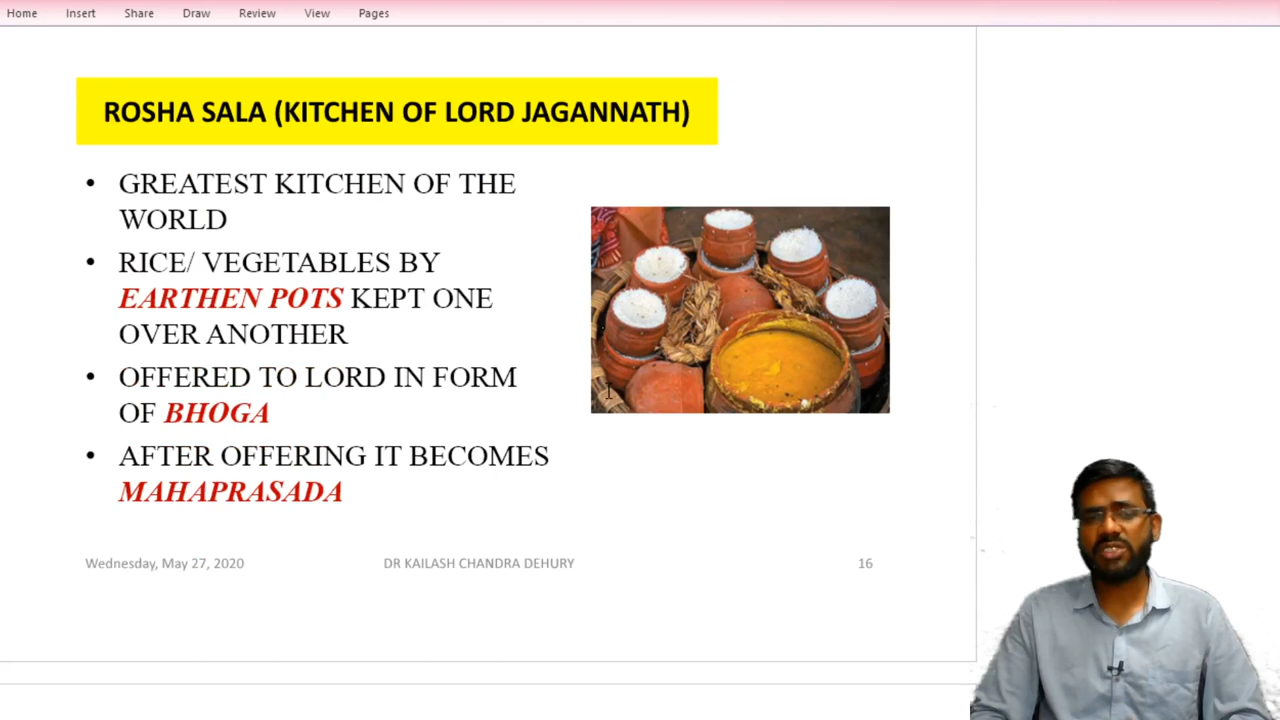 Home Insert Share Draw Review View Pages
ROSHA SALA (KITCHEN OF LORD JAGANNATH)
• GREATEST KITCHEN OF THE
WORLD
• RICE/ VEGETABLES BY
EARTHEN POTS KEPT ONE
OVER ANOTHER
• OFFERED TO LORD IN FORM
OF BHOGA
• AFTER OFFERING IT BECOMES
MAHAPRASADA
Wednesday, May 27, 2020 DR KAILASH CHANDRA DEHURY 16